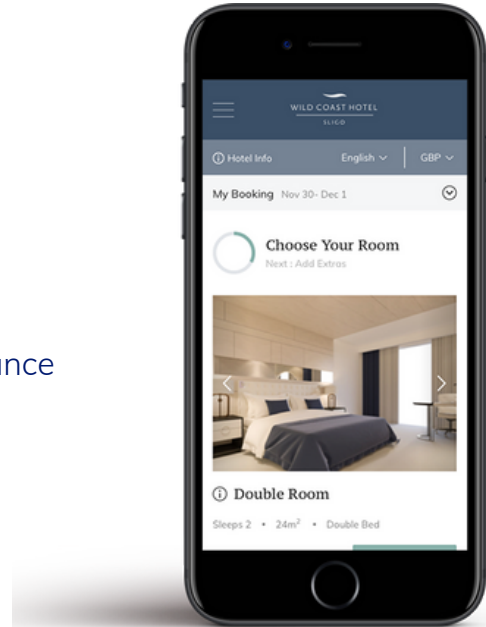 WILD COAST HOTEL
SLIGO
Hotel Info English GBP
My Booking Nov 30- Dec 1
Choose Your Room
Next : Add Extras
unce
Double Room
Sleeps 2 • 24m² • Double Bed